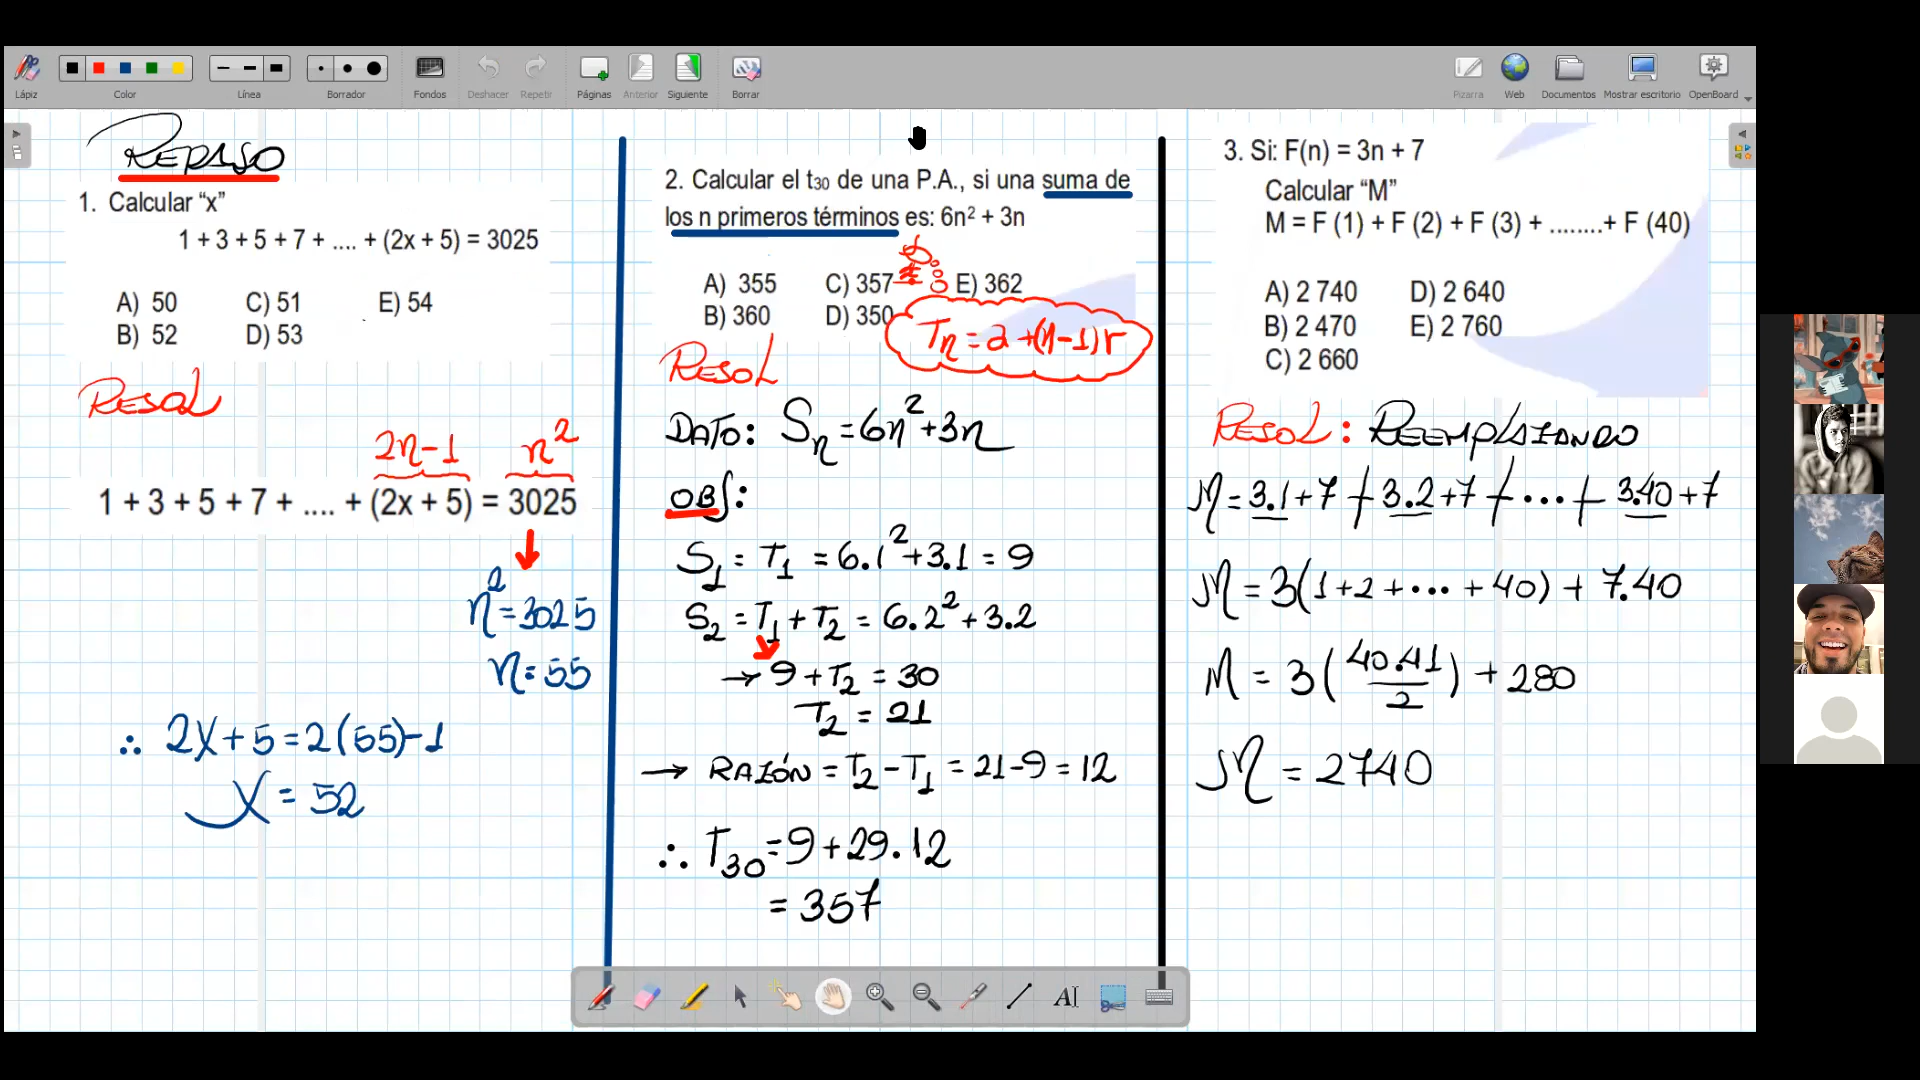 Lápiz
Color
Línea
Borrador
Fondos
Deshacer
Repetir
Páginas
Anterior
Siguiente
Borrar
Pizarra
Web
Documentos
Mostrar escritorio
OpenBoard
REPASO
1. Calcular “x”
1 + 3 + 5 + 7 + .... + (2x + 5) = 3025
A) 50 C) 51 E) 54
B) 52 D) 53
RESOL
2n-1 n²
1 + 3 + 5 + 7 + .... + (2x + 5) = 3025
n² = 3025
n = 55
∴ 2x + 5 = 2(55) - 1
x = 52
2. Calcular el t₃₀ de una P.A., si una suma de
los n primeros términos es: 6n² + 3n
A) 355 C) 357 E) 362
B) 360 D) 350
Tn = a + (n-1)r
RESOL
DATO: Sn = 6n² + 3n
OBS:
S₁ = T₁ = 6.1² + 3.1 = 9
S₂ = T₁ + T₂ = 6.2² + 3.2
→ 9 + T₂ = 30
T₂ = 21
→ RAZÓN = T₂ - T₁ = 21 - 9 = 12
∴ T₃₀ = 9 + 29.12
= 357
3. Si: F(n) = 3n + 7
Calcular “M”
M = F (1) + F (2) + F (3) + ........+ F (40)
A) 2 740 D) 2 640
B) 2 470 E) 2 760
C) 2 660
RESOL: REEMPLAZANDO
M = 3.1 + 7 + 3.2 + 7 + ... + 3.40 + 7
M = 3(1 + 2 + ... + 40) + 7.40
M = 3(40.41/2) + 280
M = 2740